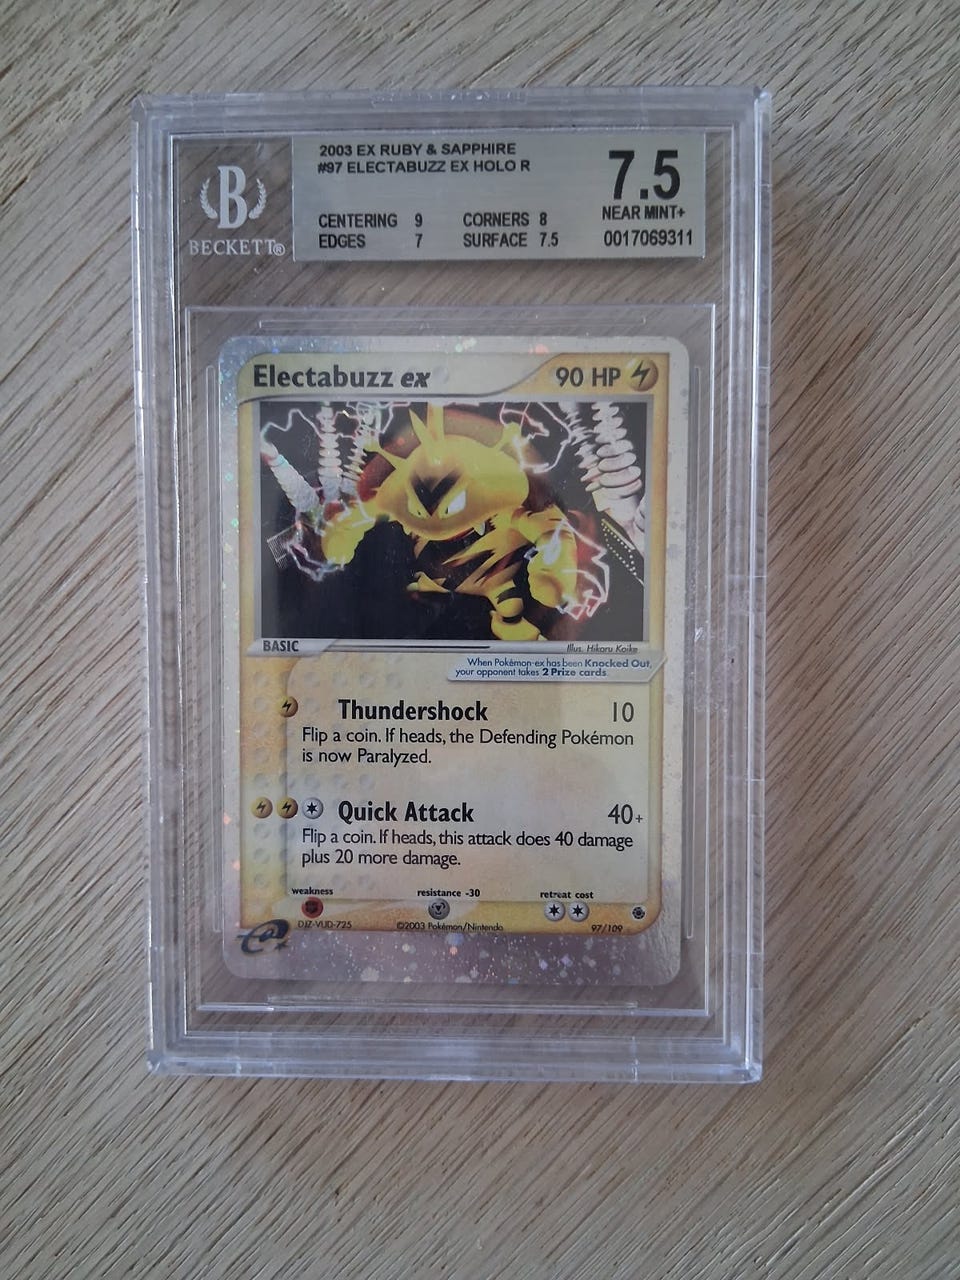 2003 EX RUBY & SAPPHIRE
#97 ELECTABUZZ EX HOLO R
7.5
NEAR MINT+
CENTERING 9 CORNERS 8
EDGES 7 SURFACE 7.5
0017069311
B
BECKETT®
Electabuzz ex 90 HP
BASIC
Illus. Hikaru Koike
When Pokémon-ex has been Knocked Out,
your opponent takes 2 Prize cards.
Thundershock 10
Flip a coin. If heads, the Defending Pokémon
is now Paralyzed.
Quick Attack 40+
Flip a coin. If heads, this attack does 40 damage
plus 20 more damage.
weakness resistance -30 retreat cost
DJZ-VUD-725 ©2003 Pokémon/Nintendo 97/109
e